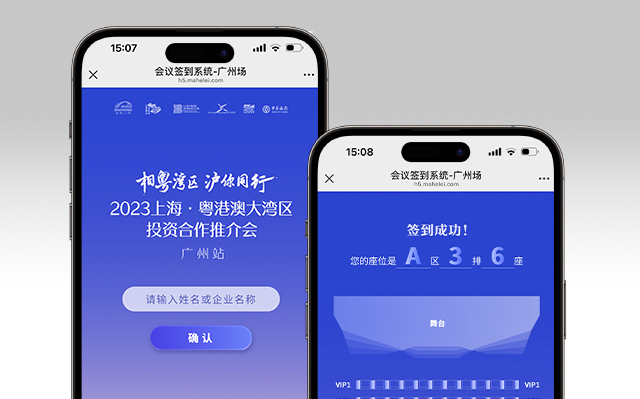 15:07
会议签到系统-广州场
h5.mahelei.com
中国银行
相粤湾区 沪你同行
2023上海·粤港澳大湾区
投资合作推介会
广州站
请输入姓名或企业名称
确认
15:08
会议签到系统-广州场
h5.mahelei.com
签到成功！
您的座位是 A 区 3 排 6 座
舞台
VIP1 VIP1